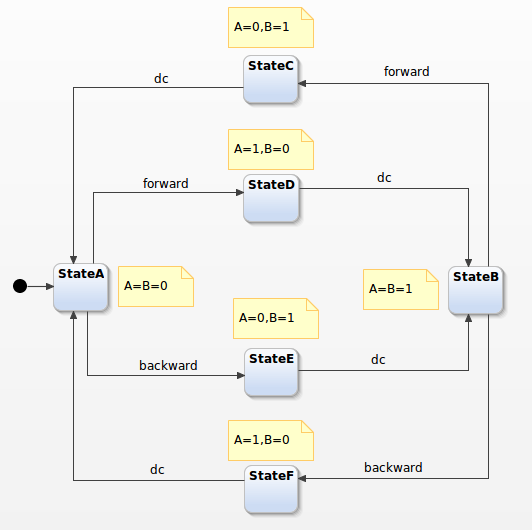 A=0,B=1
StateC
forward
dc
A=1,B=0
StateD
dc
forward
StateA
A=B=0
A=B=1
StateB
A=0,B=1
StateE
dc
backward
A=1,B=0
StateF
backward
dc